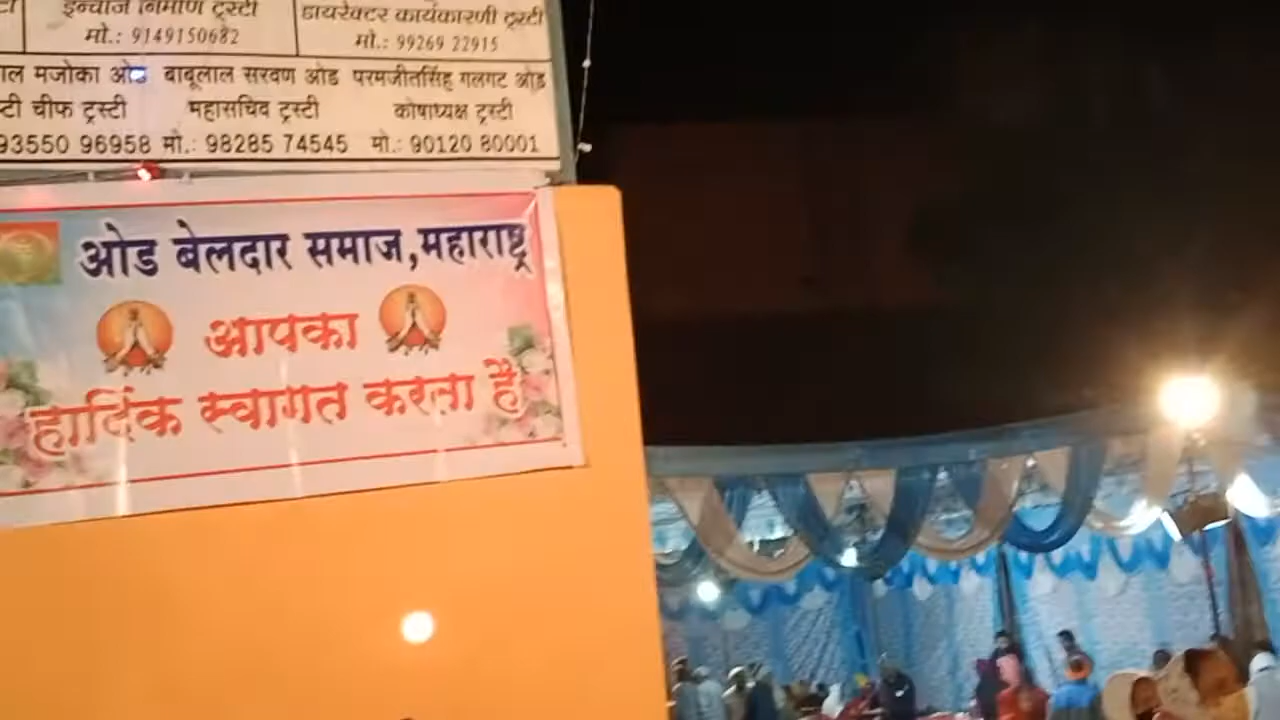 इन्चार्ज निर्माण ट्रस्टी डायरेक्टर कार्यकारणी ट्रस्टी
मो.: 9149150682 मो.: 99269 22915
मजोका ओड बाबूलाल सरवण ओड परमजीतसिंह गलगट ओड़
चीफ ट्रस्टी महासचिव ट्रस्टी कोषाध्यक्ष ट्रस्टी
93550 96958 मो.: 98285 74545 मो.: 90120 80001
ओड बेलदार समाज,महाराष्ट्र
आपका
हार्दिक स्वागत करता है